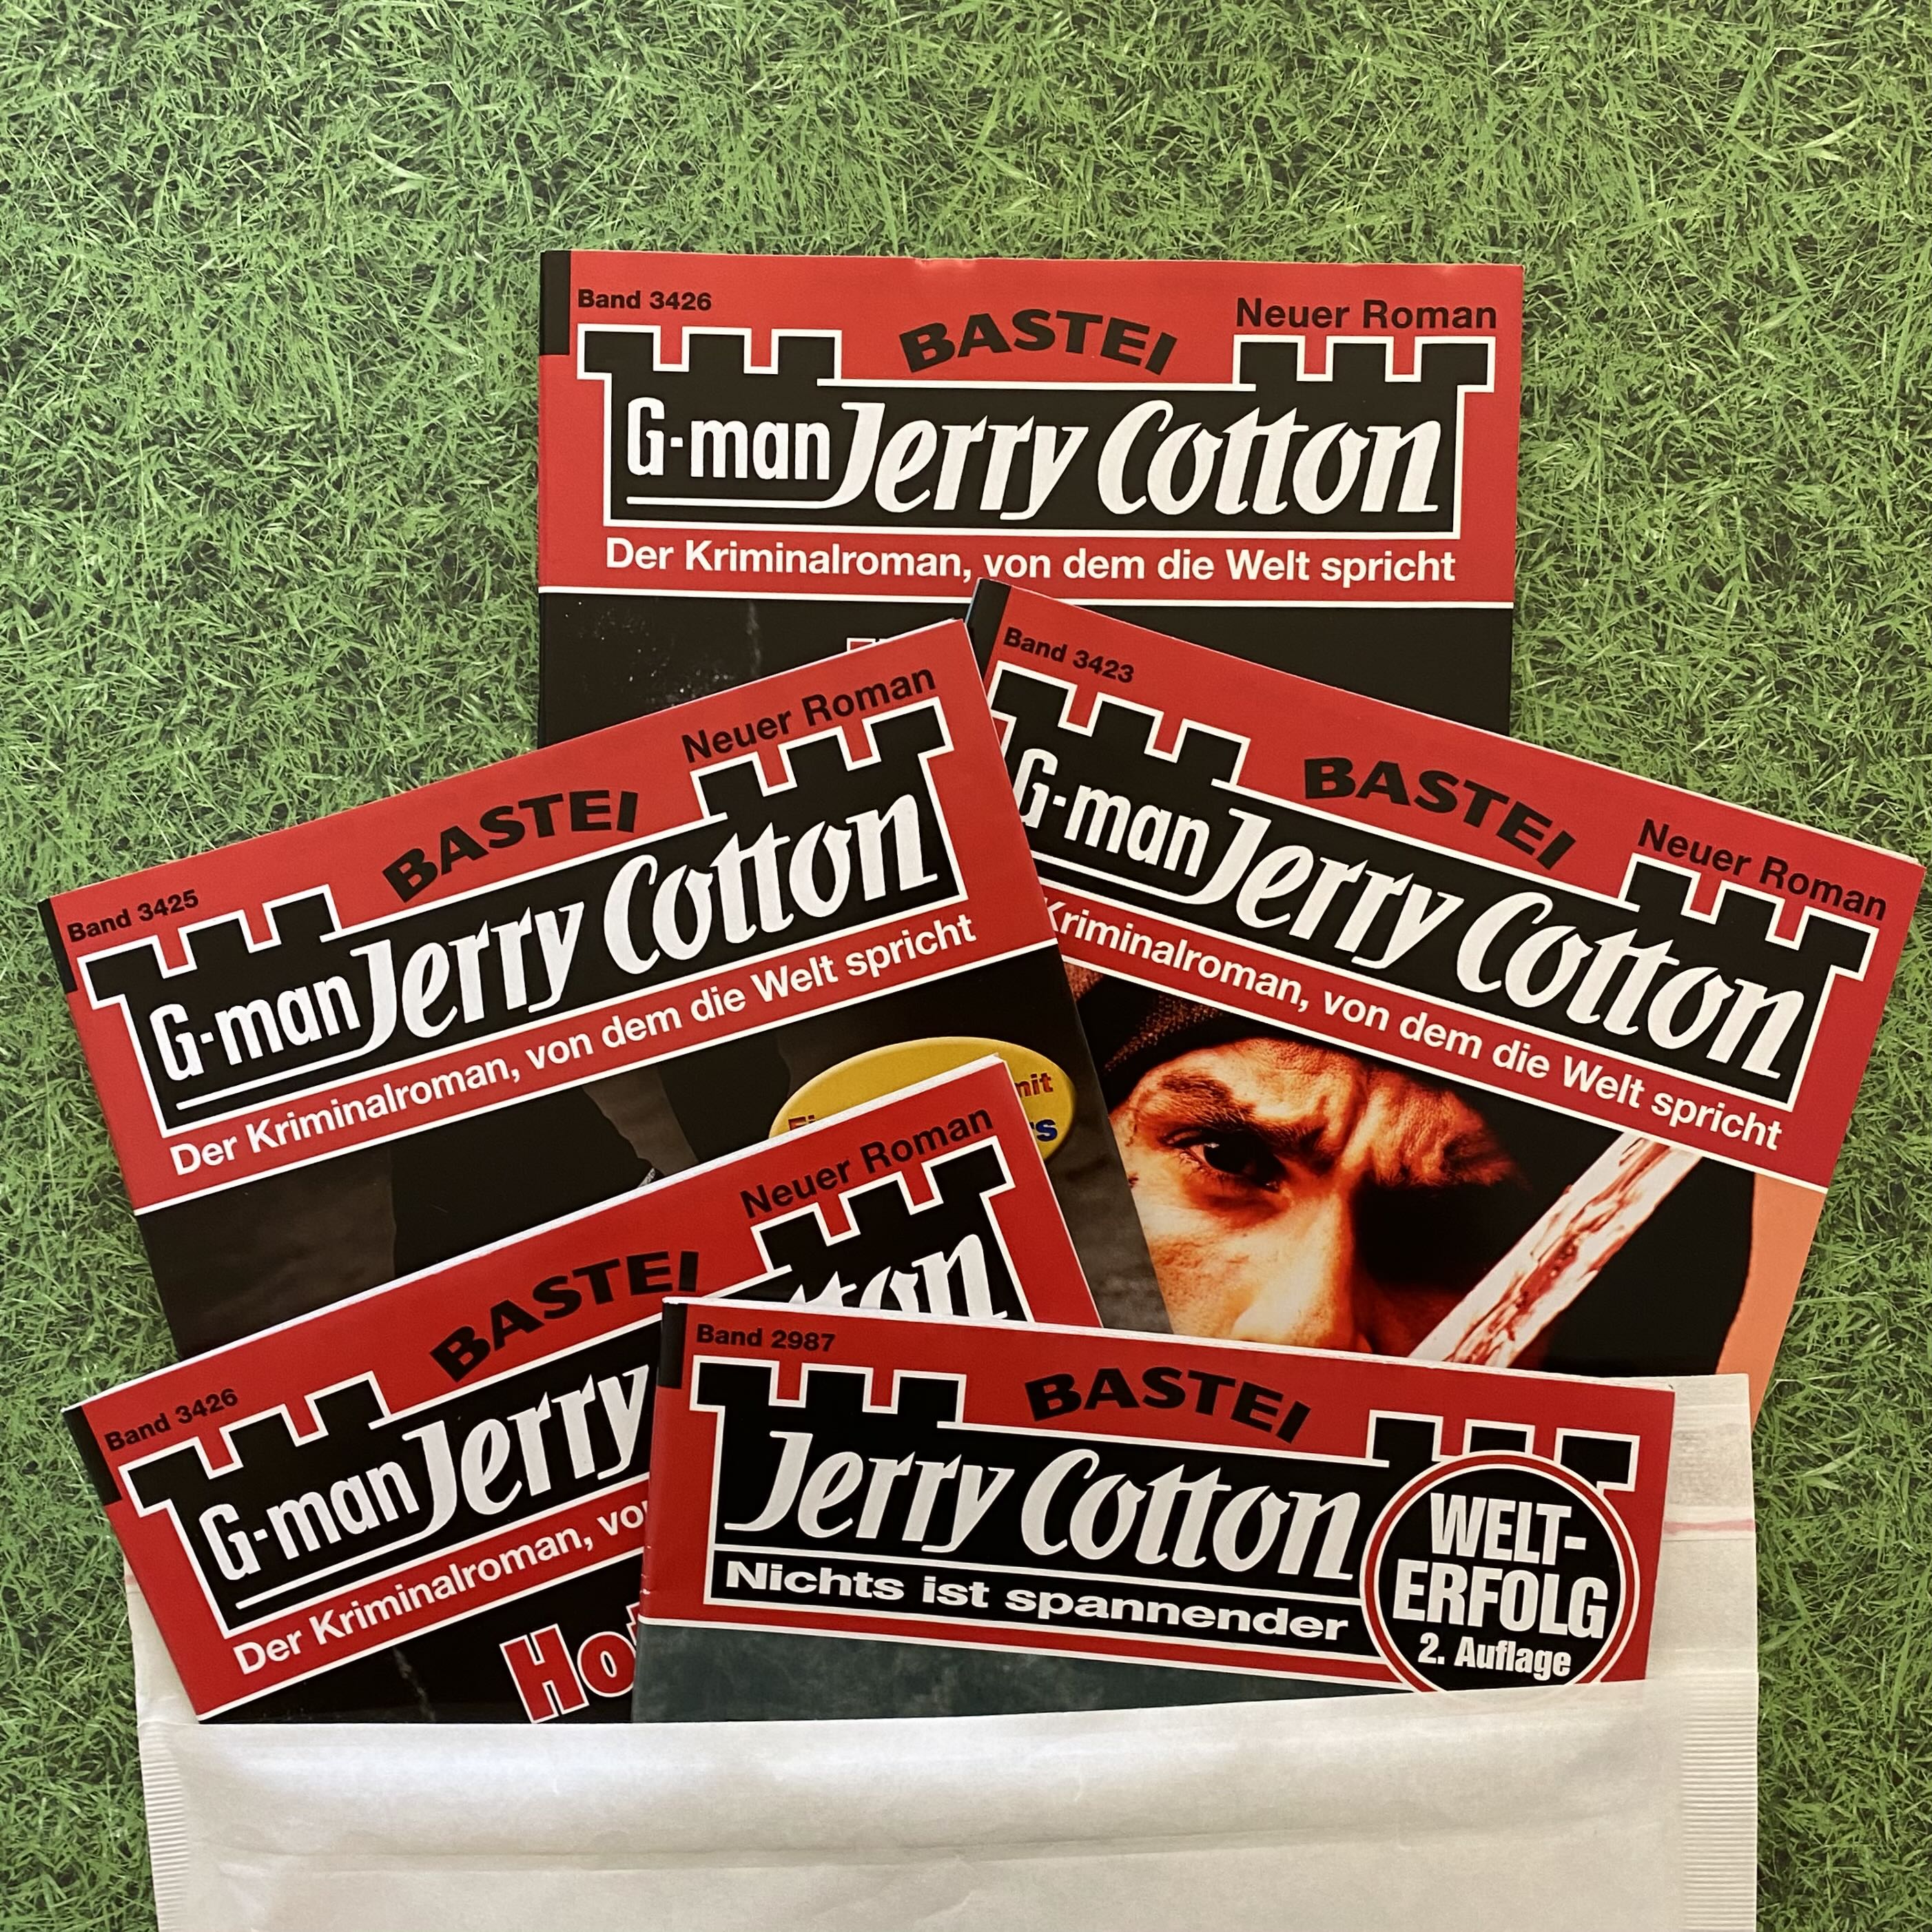 Band 3426
Neuer Roman
BASTEI
G-man Jerry Cotton
Der Kriminalroman, von dem die Welt spricht
Band 3423
BASTEI
Neuer Roman
G-man Jerry Cotton
Kriminalroman, von dem die Welt spricht
Band 3425
BASTEI
Neuer Roman
G-man Jerry Cotton
Der Kriminalroman, von dem die Welt spricht
mit
Band 3426
BASTEI
Neuer Roman
G-man Jerry
Der Kriminalroman,
Band 2987
BASTEI
Jerry Cotton
Nichts ist spannender
WELT-
ERFOLG
2. Auflage